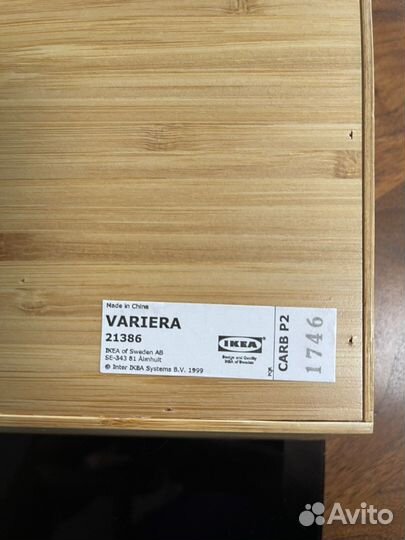 Made in China
VARIERA
21386
IKEA of Sweden AB
SE-343 81 Älmhult
© Inter IKEA Systems B.V. 1999
IKEA
Design and Quality
IKEA of Sweden
PQR
CARB P2
1746
Avito